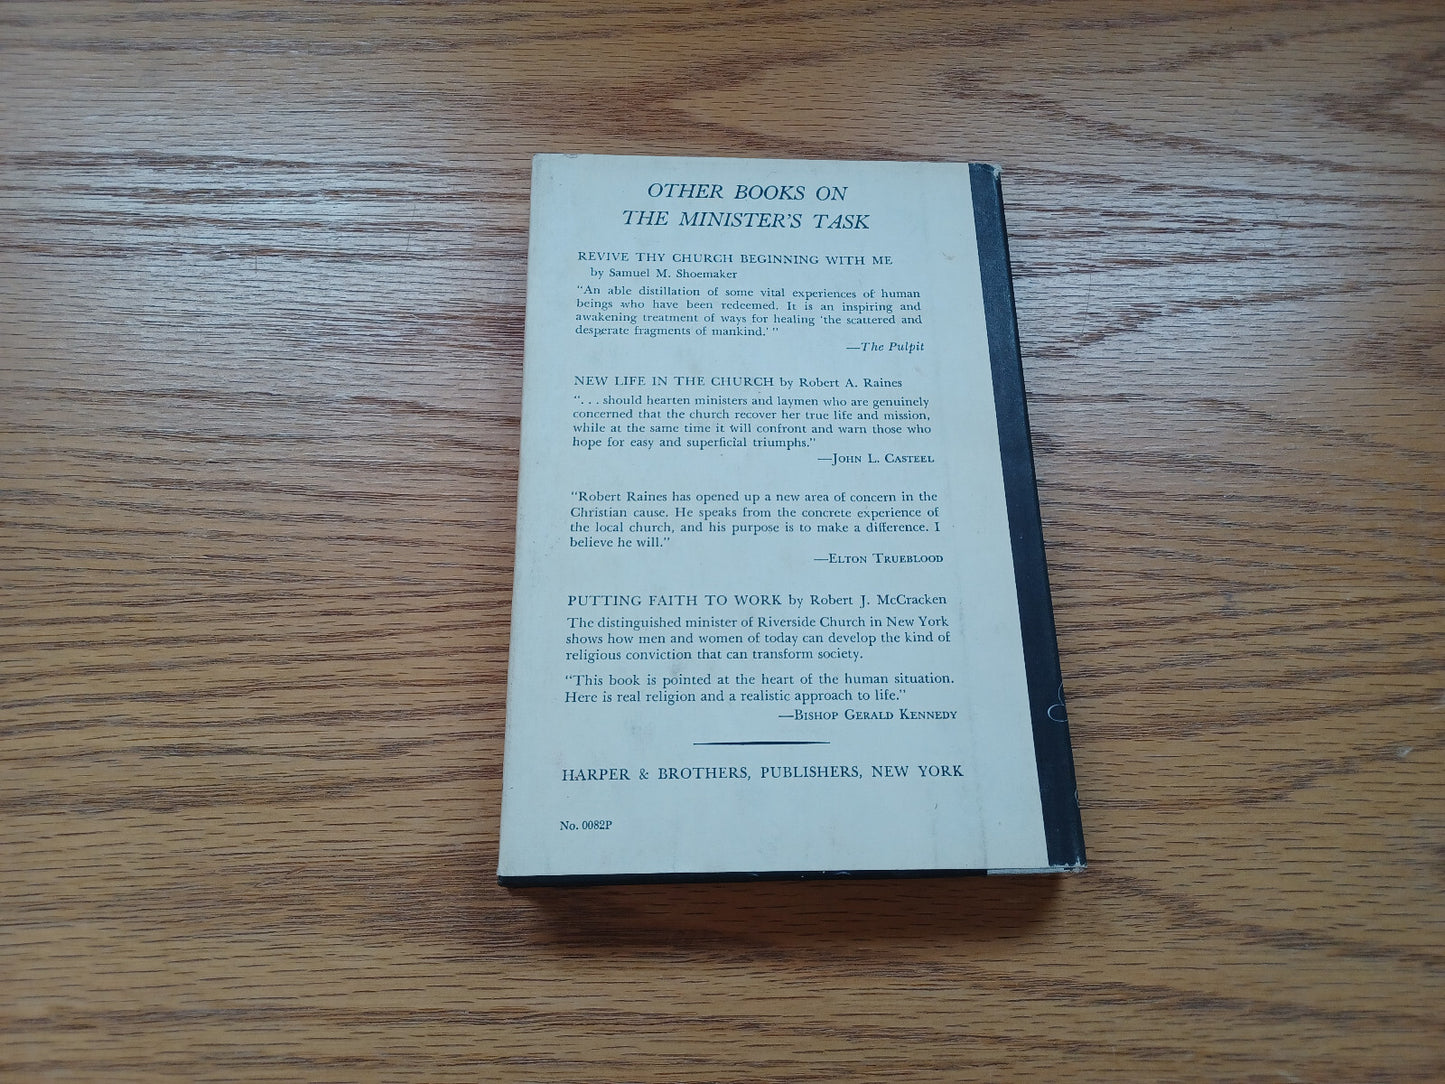 OTHER BOOKS ON
THE MINISTER'S TASK
REVIVE THY CHURCH BEGINNING WITH ME
by Samuel M. Shoemaker
"An able distillation of some vital experiences of human
beings who have been redeemed. It is an inspiring and
awakening treatment of ways for healing 'the scattered and
desperate fragments of mankind.' "
—The Pulpit
NEW LIFE IN THE CHURCH by Robert A. Raines
". . . should hearten ministers and laymen who are genuinely
concerned that the church recover her true life and mission,
while at the same time it will confront and warn those who
hope for easy and superficial triumphs."
—JOHN L. CASTEEL
"Robert Raines has opened up a new area of concern in the
Christian cause. He speaks from the concrete experience of
the local church, and his purpose is to make a difference. I
believe he will."
—ELTON TRUEBLOOD
PUTTING FAITH TO WORK by Robert J. McCracken
The distinguished minister of Riverside Church in New York
shows how men and women of today can develop the kind of
religious conviction that can transform society.
"This book is pointed at the heart of the human situation.
Here is real religion and a realistic approach to life."
—BISHOP GERALD KENNEDY
HARPER & BROTHERS, PUBLISHERS, NEW YORK
No. 0082P